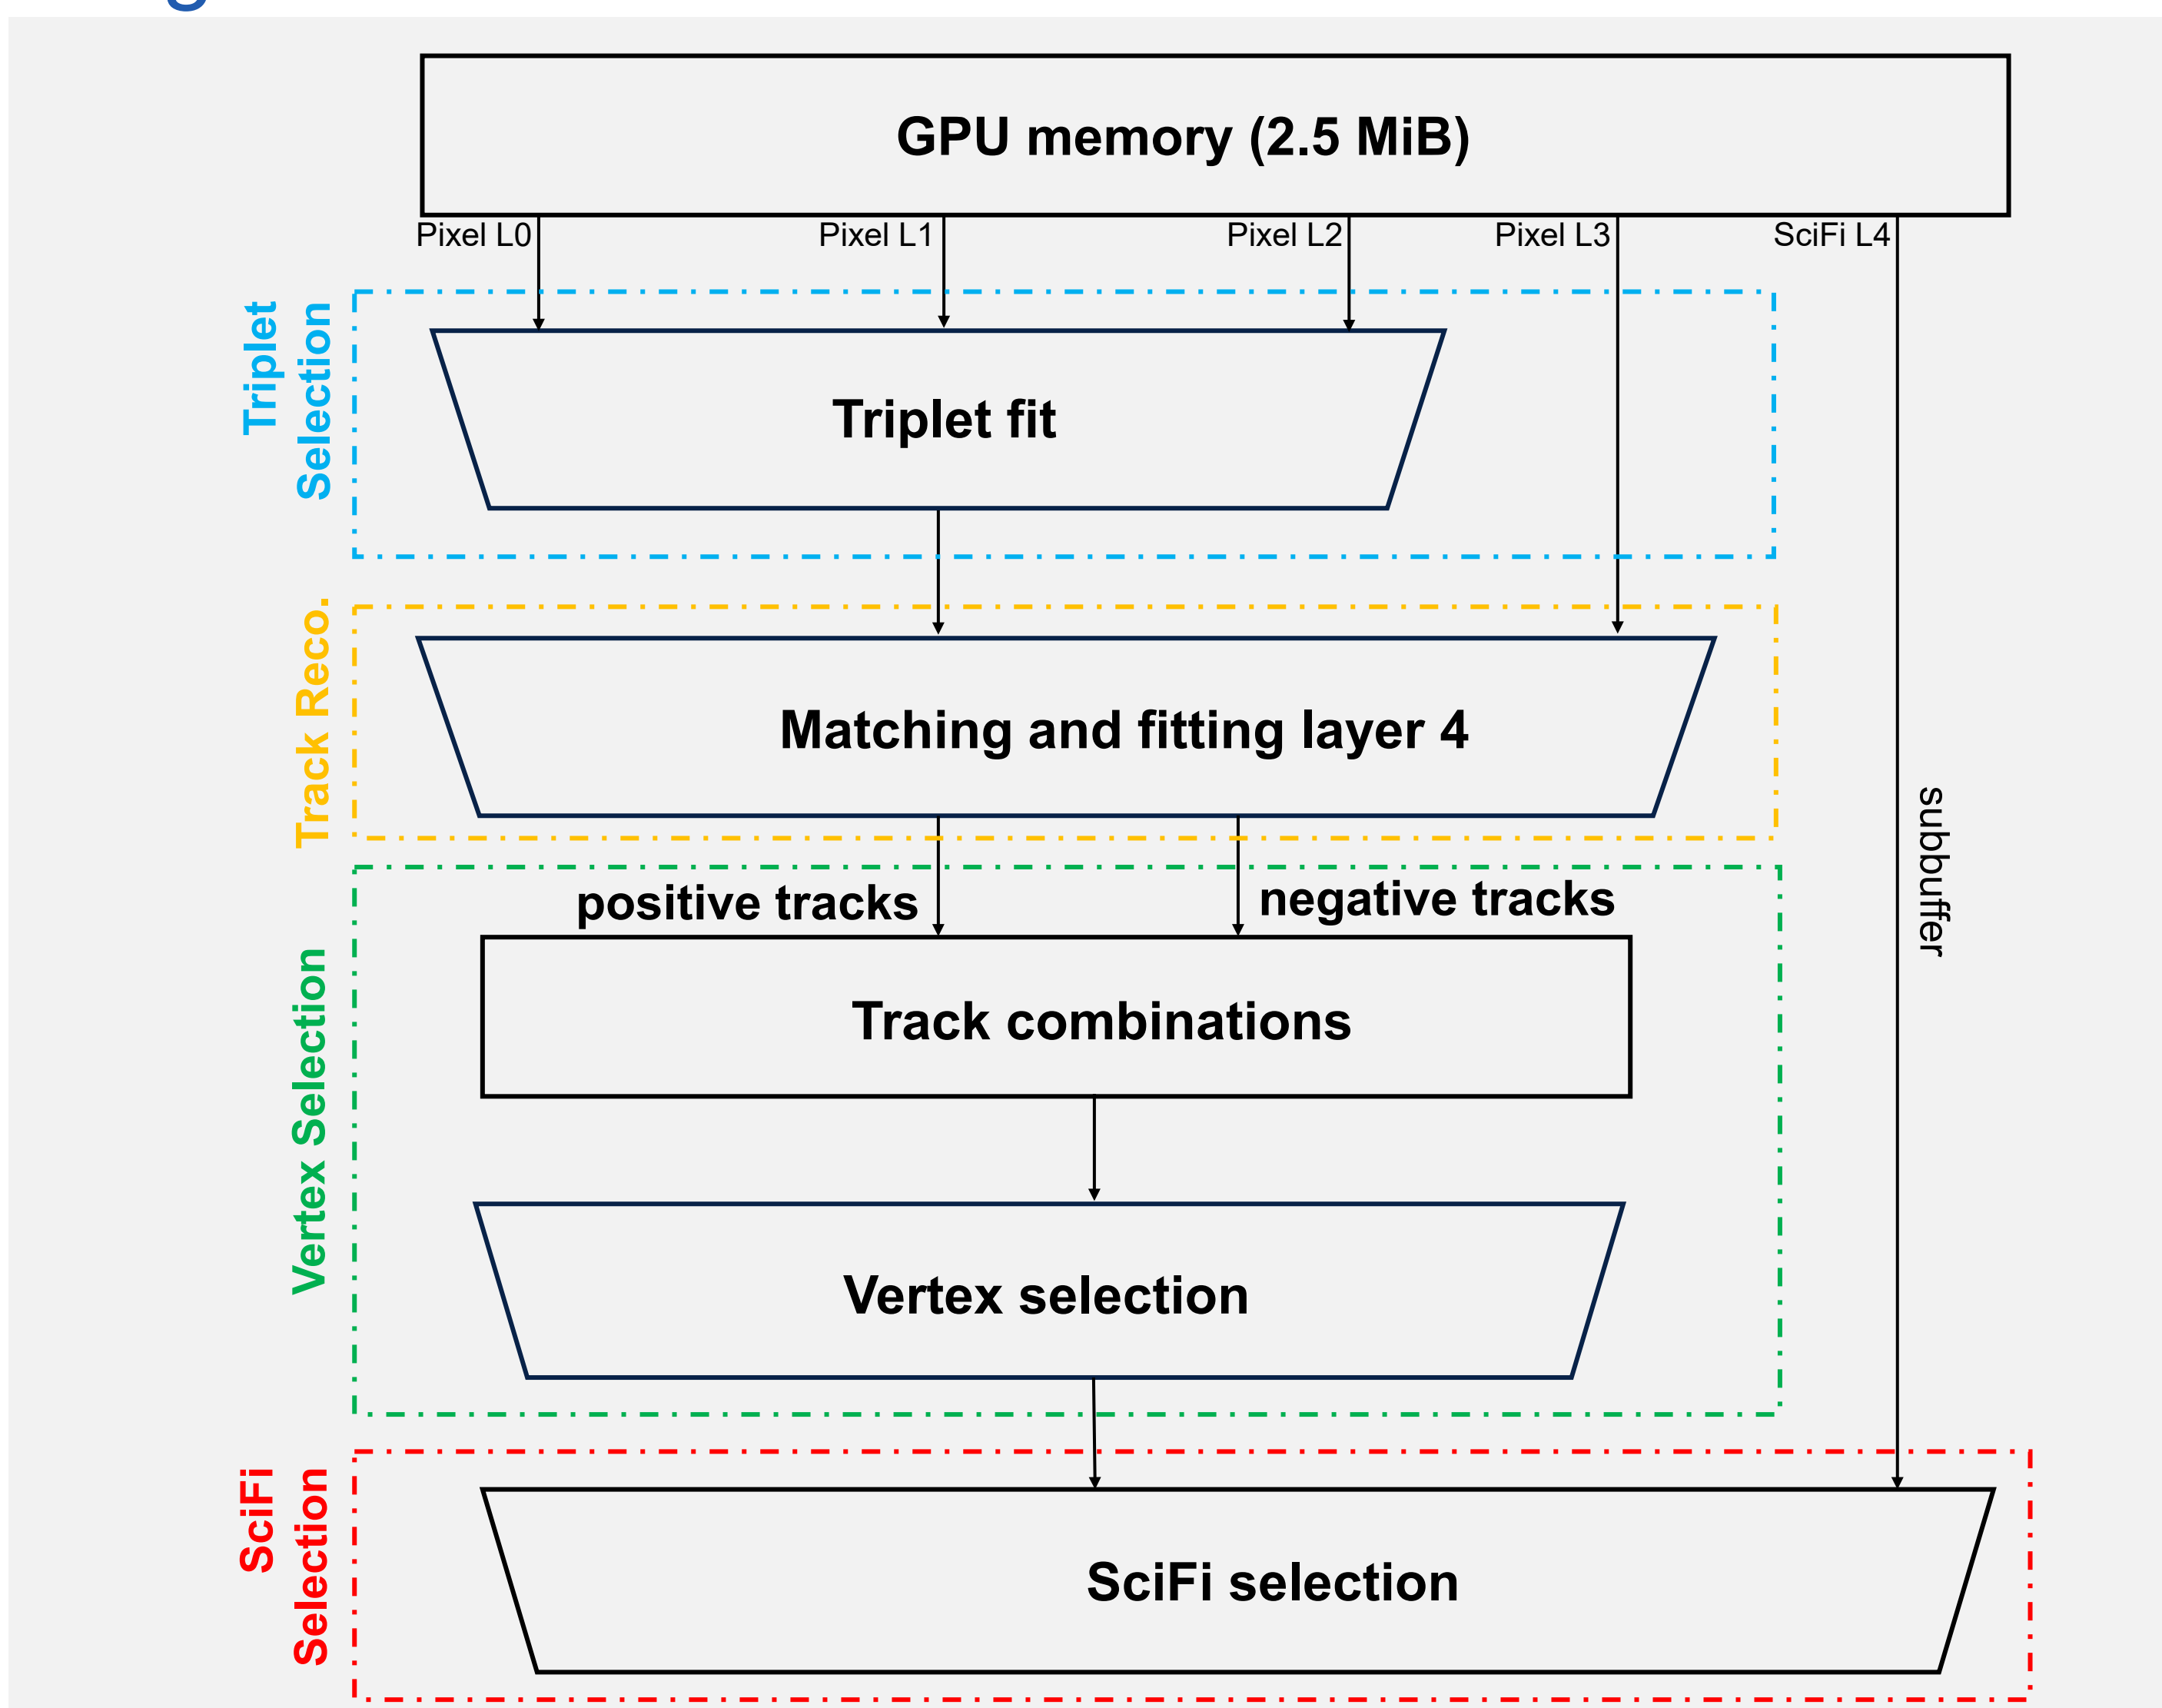 GPU memory (2.5 MiB)
Pixel L0
Pixel L1
Pixel L2
Pixel L3
SciFi L4
Triplet
Selection
Triplet fit
Track Reco.
Matching and fitting layer 4
subbuffer
positive tracks
negative tracks
Vertex Selection
Track combinations
Vertex selection
SciFi
Selection
SciFi selection